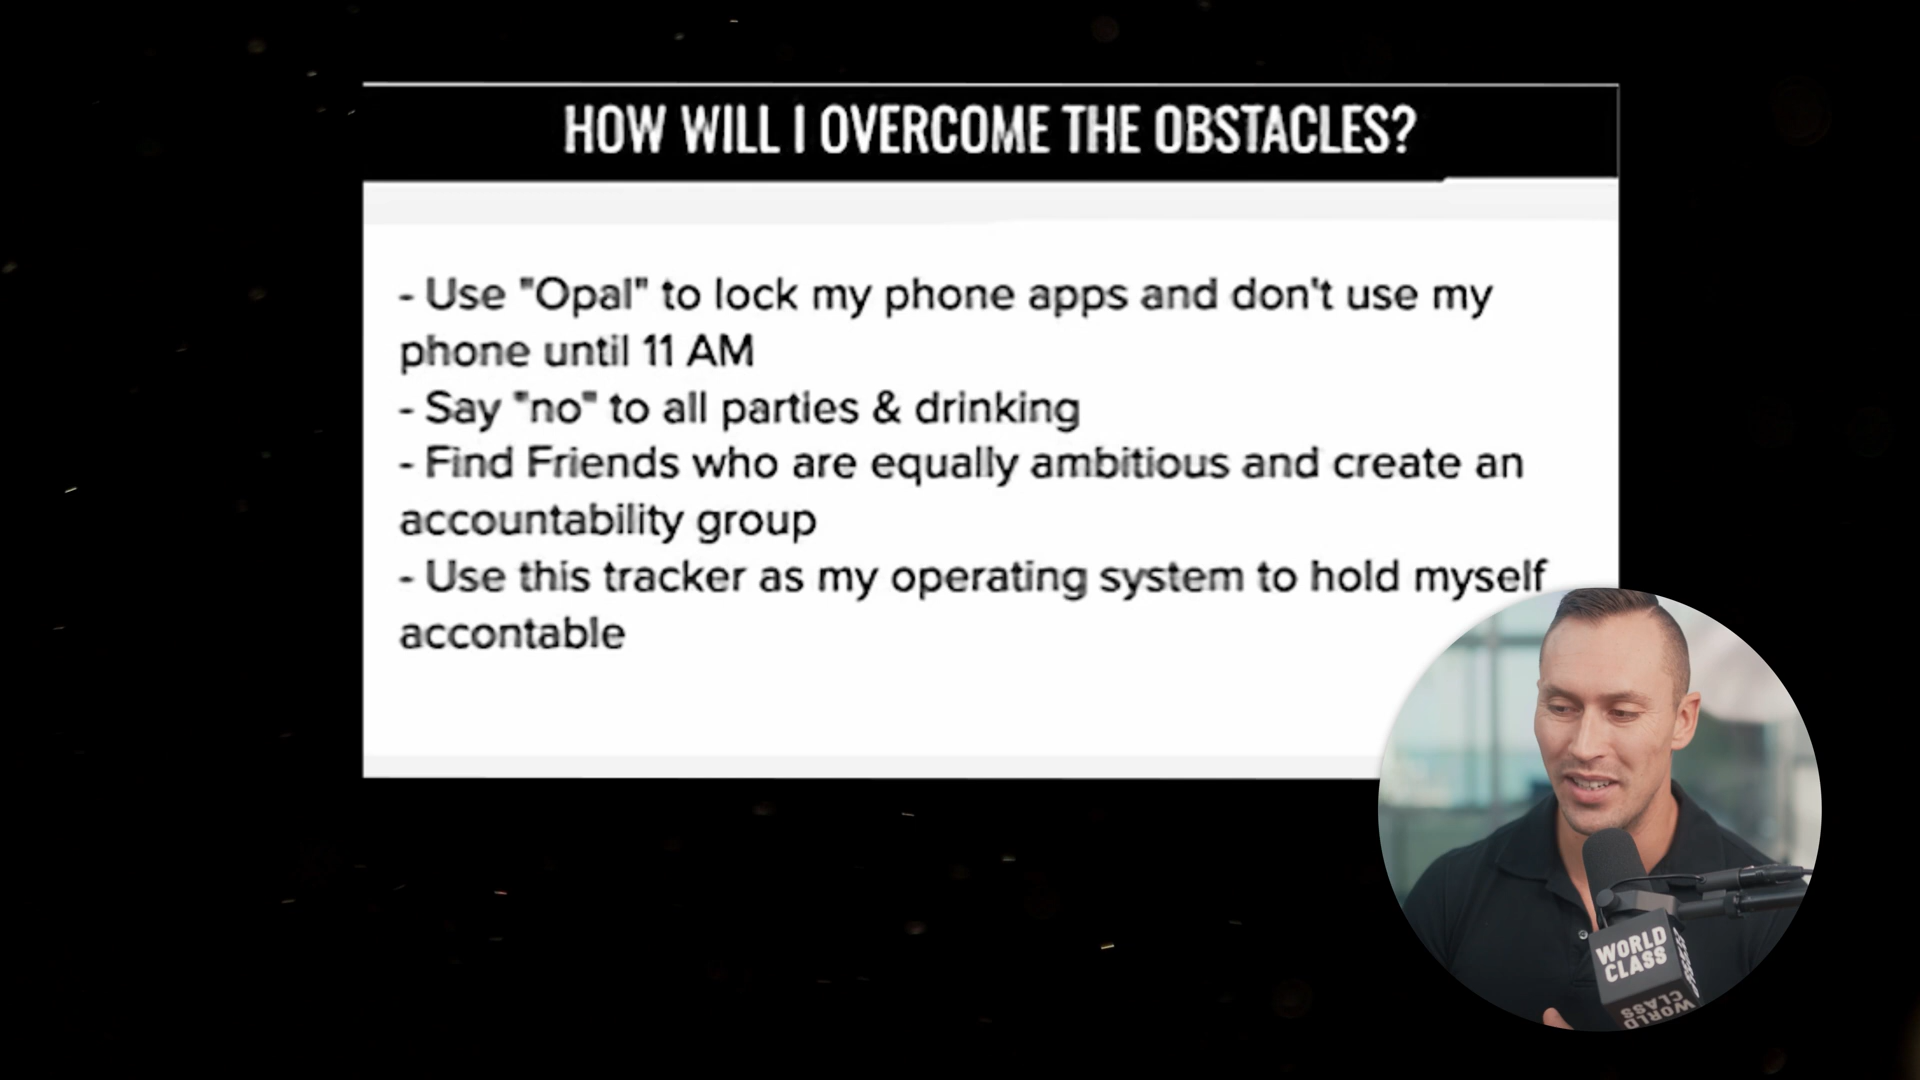 HOW WILL I OVERCOME THE OBSTACLES?
- Use "Opal" to lock my phone apps and don't use my
phone until 11 AM
- Say "no" to all parties & drinking
- Find Friends who are equally ambitious and create an
accountability group
- Use this tracker as my operating system to hold myself
accontable
WORLD
CLASS
WORLD
CLASS